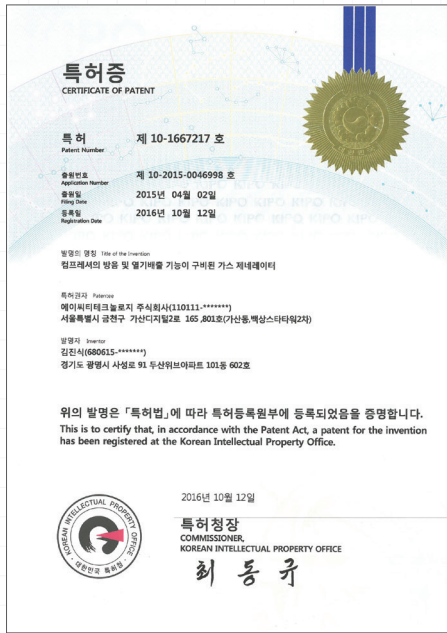 특허증
CERTIFICATE OF PATENT
특 허 제 10-1667217 호
Patent Number
출원번호 제 10-2015-0046998 호
Application Number
출원일 2015년 04월 02일
Filing Date
등록일 2016년 10월 12일
Registration Date
발명의 명칭 Title of the Invention
컴프레셔의 방음 및 열기배출 기능이 구비된 가스 제네레이터
특허권자 Patentee
에이씨티테크놀로지 주식회사(110111-*******)
서울특별시 금천구 가산디지털2로 165 ,801호(가산동,백상스타타워2차)
발명자 Inventor
김진식(680615-*******)
경기도 광명시 사성로 91 두산위브아파트 101동 602호
위의 발명은 「특허법」에 따라 특허등록원부에 등록되었음을 증명합니다.
This is to certify that, in accordance with the Patent Act, a patent for the invention
has been registered at the Korean Intellectual Property Office.
2016년 10월 12일
특허청장
COMMISSIONER,
KOREAN INTELLECTUAL PROPERTY OFFICE
최동규
KOREAN INTELLECTUAL PROPERTY OFFICE
대한민국 특허청